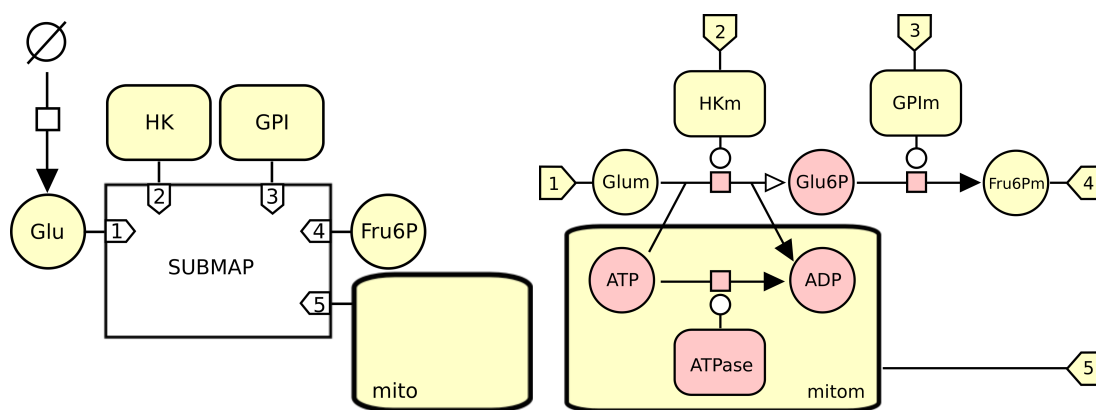 HK
GPI
2
3
Glu
1
4
Fru6P
SUBMAP
5
mito
2
3
HKm
GPIm
1
Glum
Glu6P
Fru6Pm
4
ATP
ADP
ATPase
mitom
5